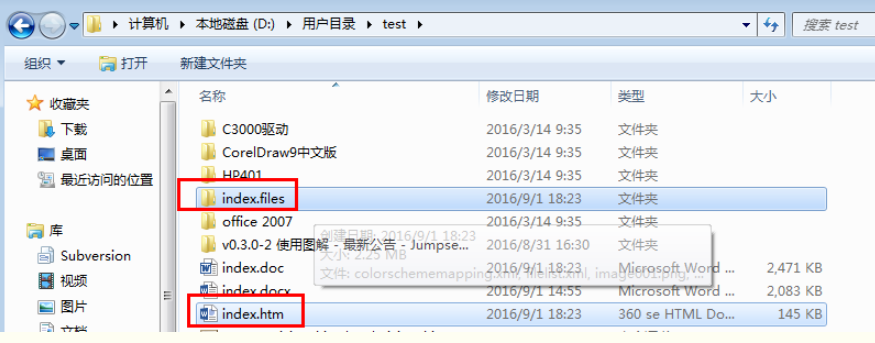 计算机 ▸ 本地磁盘 (D:) ▸ 用户目录 ▸ test ▸ 搜索 test
组织 打开 新建文件夹
收藏夹
下载
桌面
最近访问的位置
库
Subversion
视频
图片
文档
名称 修改日期 类型 大小
C3000驱动 2016/3/14 9:35 文件夹
CorelDraw9中文版 2016/3/14 9:35 文件夹
HP401 2016/3/14 9:35 文件夹
index.files 2016/9/1 18:23 文件夹
office 2007 2016/3/14 9:35 文件夹
v0.3.0-2 使用图解 - 最新公告 - Jumpse... 2016/8/31 16:30 文件夹
index.doc 2016/9/1 18:23 Microsoft Word ... 2,471 KB
index.docx 2016/9/1 14:55 Microsoft Word ... 2,083 KB
index.htm 2016/9/1 18:23 360 se HTML Do... 145 KB
创建日期: 2016/9/1 18:23
大小: 2.25 MB
文件: colorschememapping.xml, filelist.xml, image001.png, ...